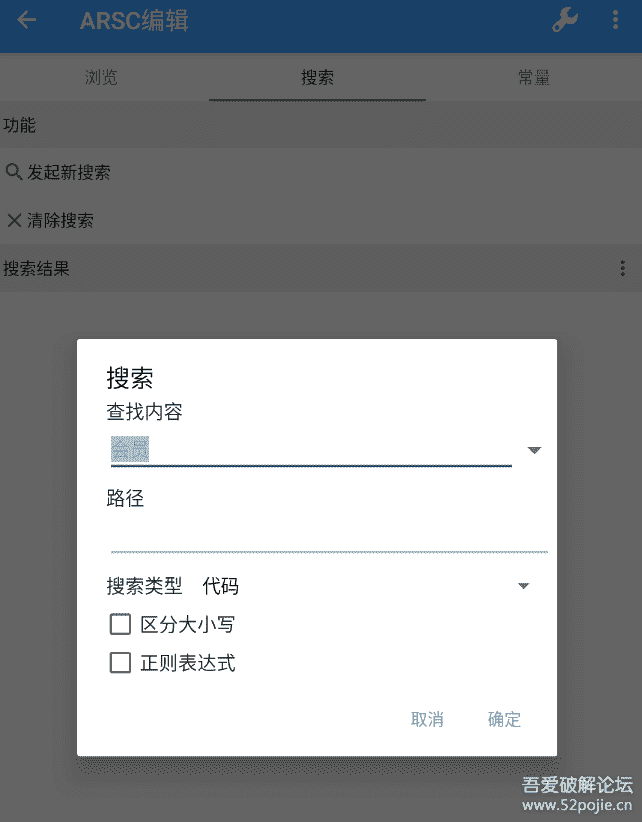 ARSC编辑
浏览 搜索 常量
功能
发起新搜索
清除搜索
搜索结果
搜索
查找内容
会员
路径
搜索类型 代码
区分大小写
正则表达式
取消 确定
吾爱破解论坛
www.52pojie.cn